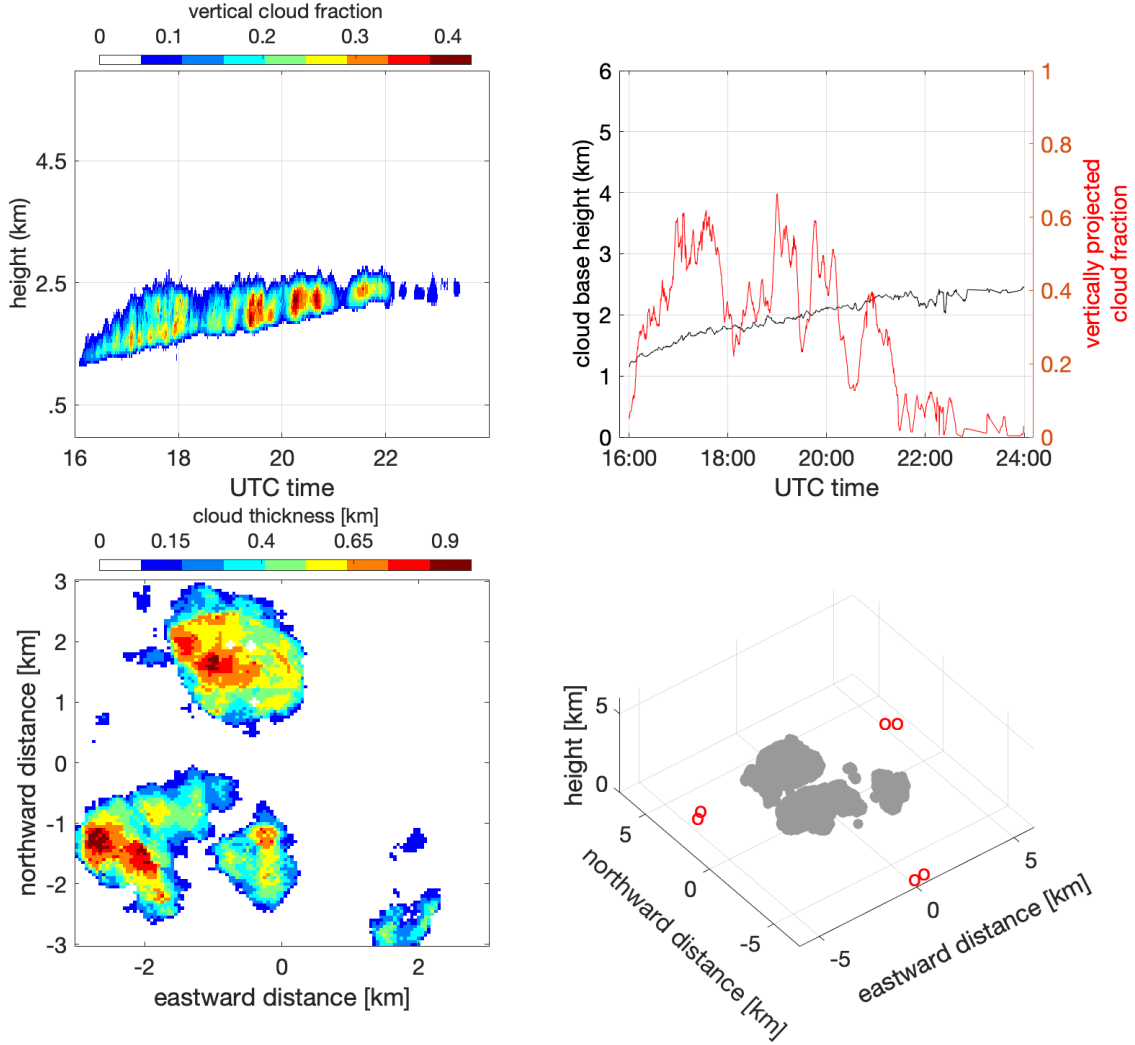 vertical cloud fraction
0 0.1 0.2 0.3 0.4
4.5
2.5
.5
height (km)
16 18 20 22
UTC time
6
5
4
3
2
1
0
cloud base height (km)
1
0.8
0.6
0.4
0.2
0
vertically projected
cloud fraction
16:00 18:00 20:00 22:00 24:00
UTC time
cloud thickness [km]
0 0.15 0.4 0.65 0.9
3
2
1
0
-1
-2
-3
northward distance [km]
-2 0 2
eastward distance [km]
5
0
height [km]
5
0
-5
northward distance [km]
-5
0
5
eastward distance [km]